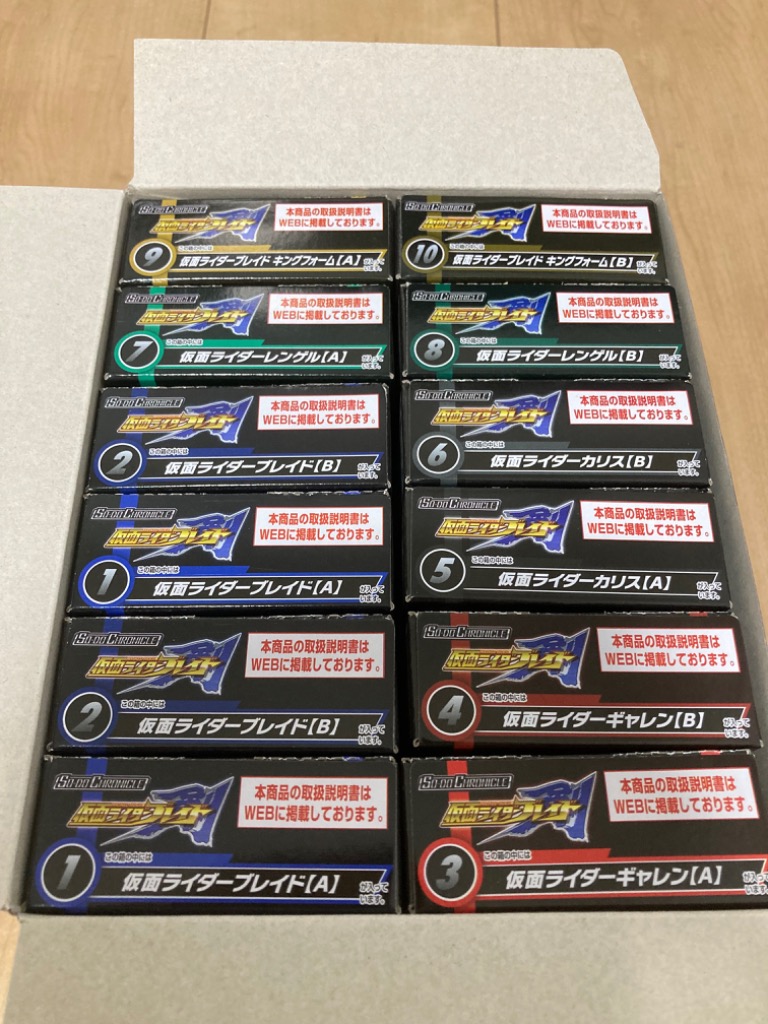 SO-DO CHRONICLE
仮面ライダーブレイド 剣
本商品の取扱説明書は
WEBに掲載しております。
9
この箱の中には
仮面ライダーブレイド キングフォーム【A】
が入って
います。
SO-DO CHRONICLE
仮面ライダーブレイド 剣
本商品の取扱説明書は
WEBに掲載しております。
10
この箱の中には
仮面ライダーブレイド キングフォーム【B】
が入って
います。
SO-DO CHRONICLE
仮面ライダーブレイド 剣
本商品の取扱説明書は
WEBに掲載しております。
7
この箱の中には
仮面ライダーレンゲル【A】
が入って
います。
SO-DO CHRONICLE
仮面ライダーブレイド 剣
本商品の取扱説明書は
WEBに掲載しております。
8
この箱の中には
仮面ライダーレンゲル【B】
が入って
います。
SO-DO CHRONICLE
仮面ライダーブレイド 剣
本商品の取扱説明書は
WEBに掲載しております。
2
この箱の中には
仮面ライダーブレイド【B】
が入って
います。
SO-DO CHRONICLE
仮面ライダーブレイド 剣
本商品の取扱説明書は
WEBに掲載しております。
6
この箱の中には
仮面ライダーカリス【B】
が入って
います。
SO-DO CHRONICLE
仮面ライダーブレイド 剣
本商品の取扱説明書は
WEBに掲載しております。
1
この箱の中には
仮面ライダーブレイド【A】
が入って
います。
SO-DO CHRONICLE
仮面ライダーブレイド 剣
本商品の取扱説明書は
WEBに掲載しております。
5
この箱の中には
仮面ライダーカリス【A】
が入って
います。
SO-DO CHRONICLE
仮面ライダーブレイド 剣
本商品の取扱説明書は
WEBに掲載しております。
2
この箱の中には
仮面ライダーブレイド【B】
が入って
います。
SO-DO CHRONICLE
仮面ライダーブレイド 剣
本商品の取扱説明書は
WEBに掲載しております。
4
この箱の中には
仮面ライダーギャレン【B】
が入って
います。
SO-DO CHRONICLE
仮面ライダーブレイド 剣
本商品の取扱説明書は
WEBに掲載しております。
1
この箱の中には
仮面ライダーブレイド【A】
が入って
います。
SO-DO CHRONICLE
仮面ライダーブレイド 剣
本商品の取扱説明書は
WEBに掲載しております。
3
この箱の中には
仮面ライダーギャレン【A】
が入って
います。